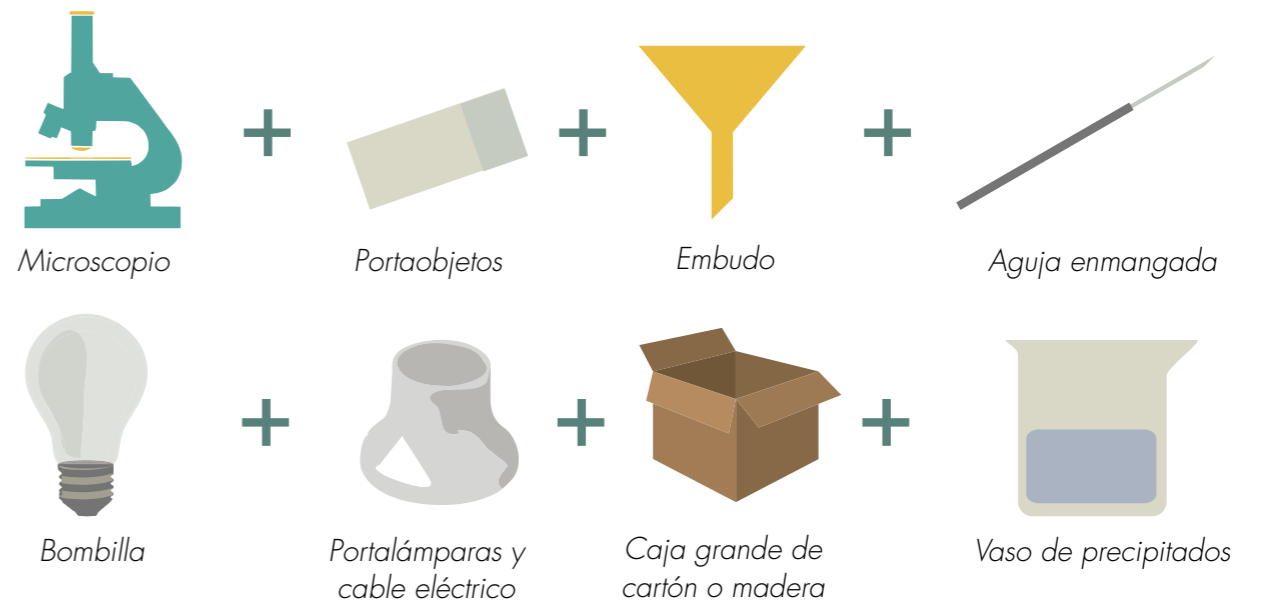 Microscopio
Portaobjetos
Embudo
Aguja enmangada
Bombilla
Portalámparas y
cable eléctrico
Caja grande de
cartón o madera
Vaso de precipitados